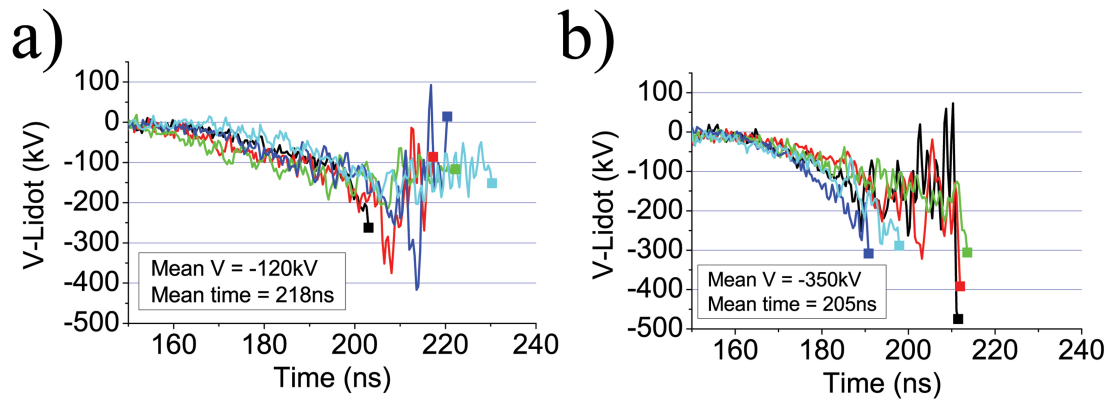 a)
100
0
-100
-200
-300
-400
-500
V-Lidot (kV)
Mean V = -120kV
Mean time = 218ns
160 180 200 220 240
Time (ns)
b)
100
0
-100
-200
-300
-400
-500
V-Lidot (kV)
Mean V = -350kV
Mean time = 205ns
160 180 200 220 240
Time (ns)